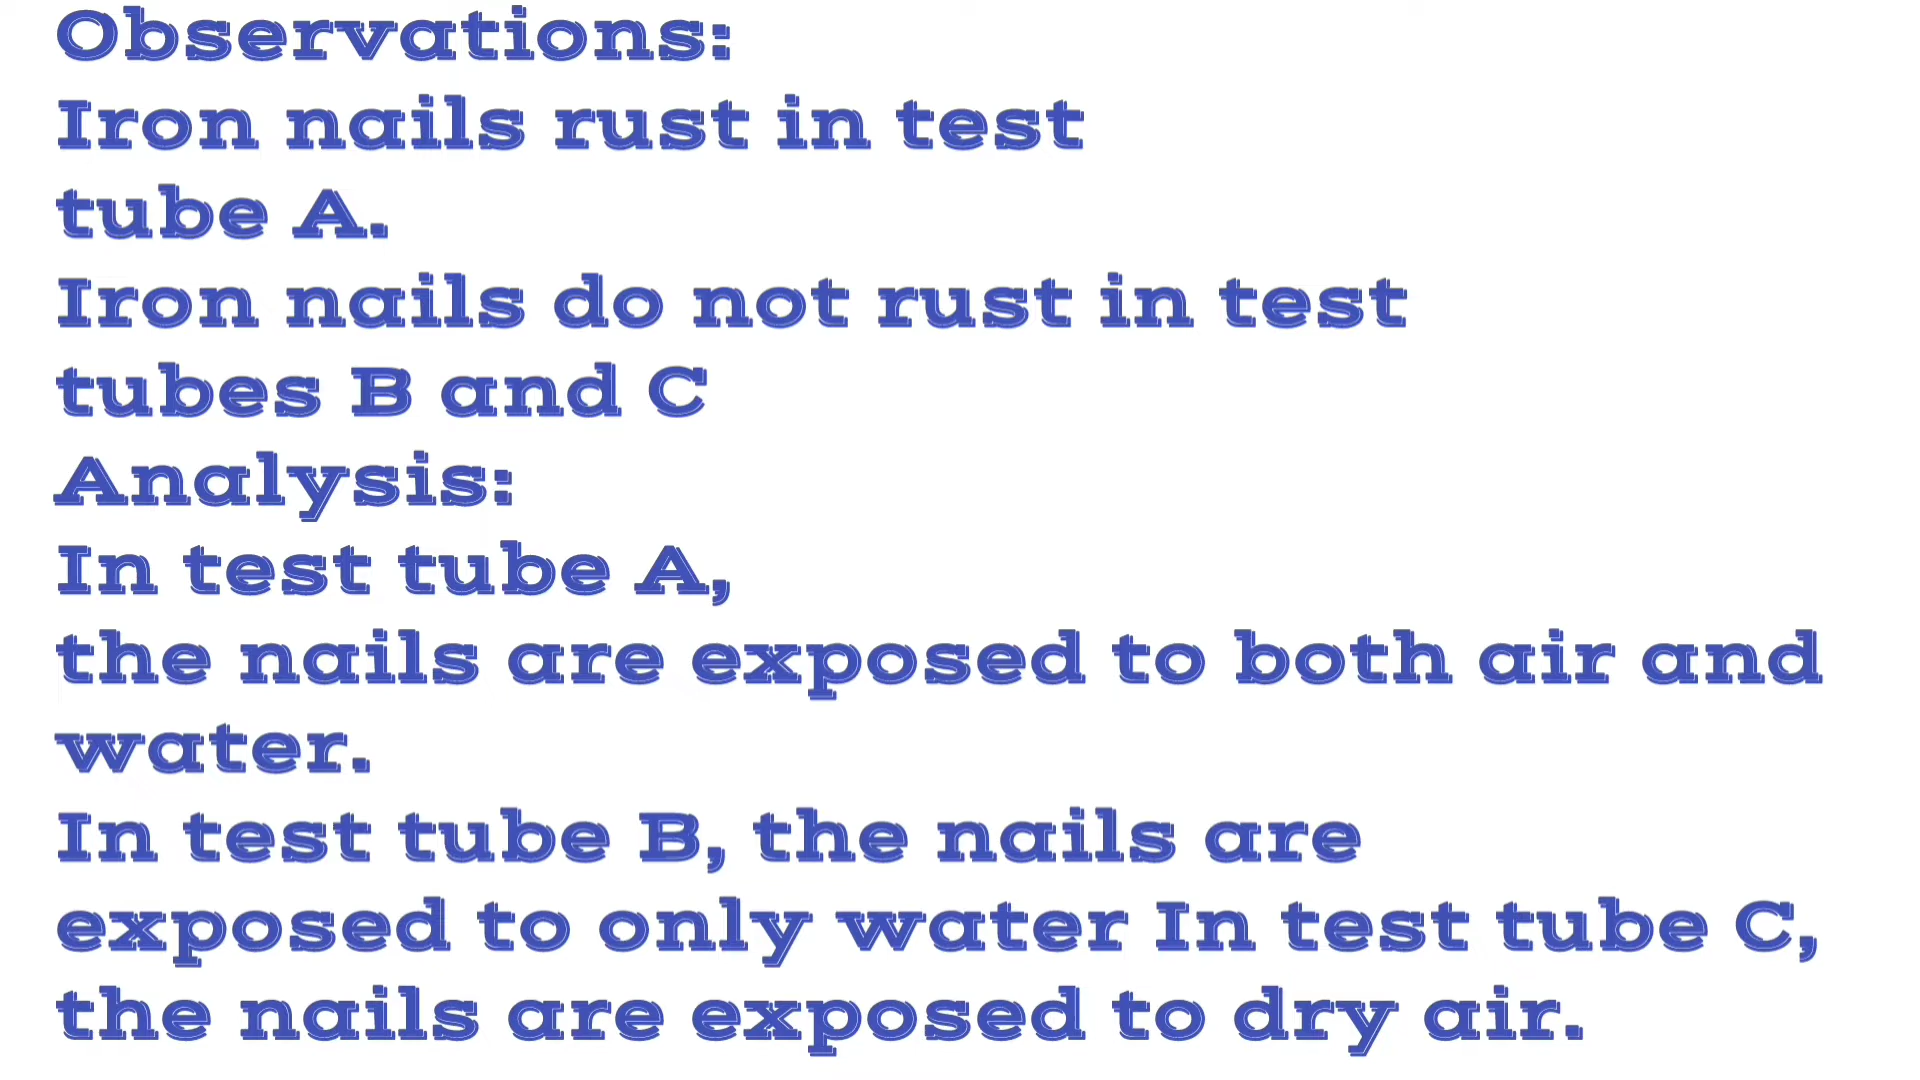 Observations:
Iron nails rust in test
tube A.
Iron nails do not rust in test
tubes B and C
Analysis:
In test tube A,
the nails are exposed to both air and
water.
In test tube B, the nails are
exposed to only water In test tube C,
the nails are exposed to dry air.